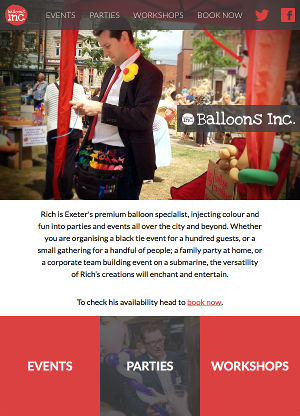 balloons
inc.
EVENTS PARTIES WORKSHOPS BOOK NOW
inc Balloons Inc.
Rich is Exeter's premium balloon specialist, injecting colour and
fun into parties and events all over the city and beyond. Whether
you are organising a black tie event for a hundred guests, or a
small gathering for a handful of people; a family party at home, or
a corporate team building event on a submarine, the versatility
of Rich's creations will enchant and entertain.
To check his availability head to book now.
EVENTS PARTIES WORKSHOPS